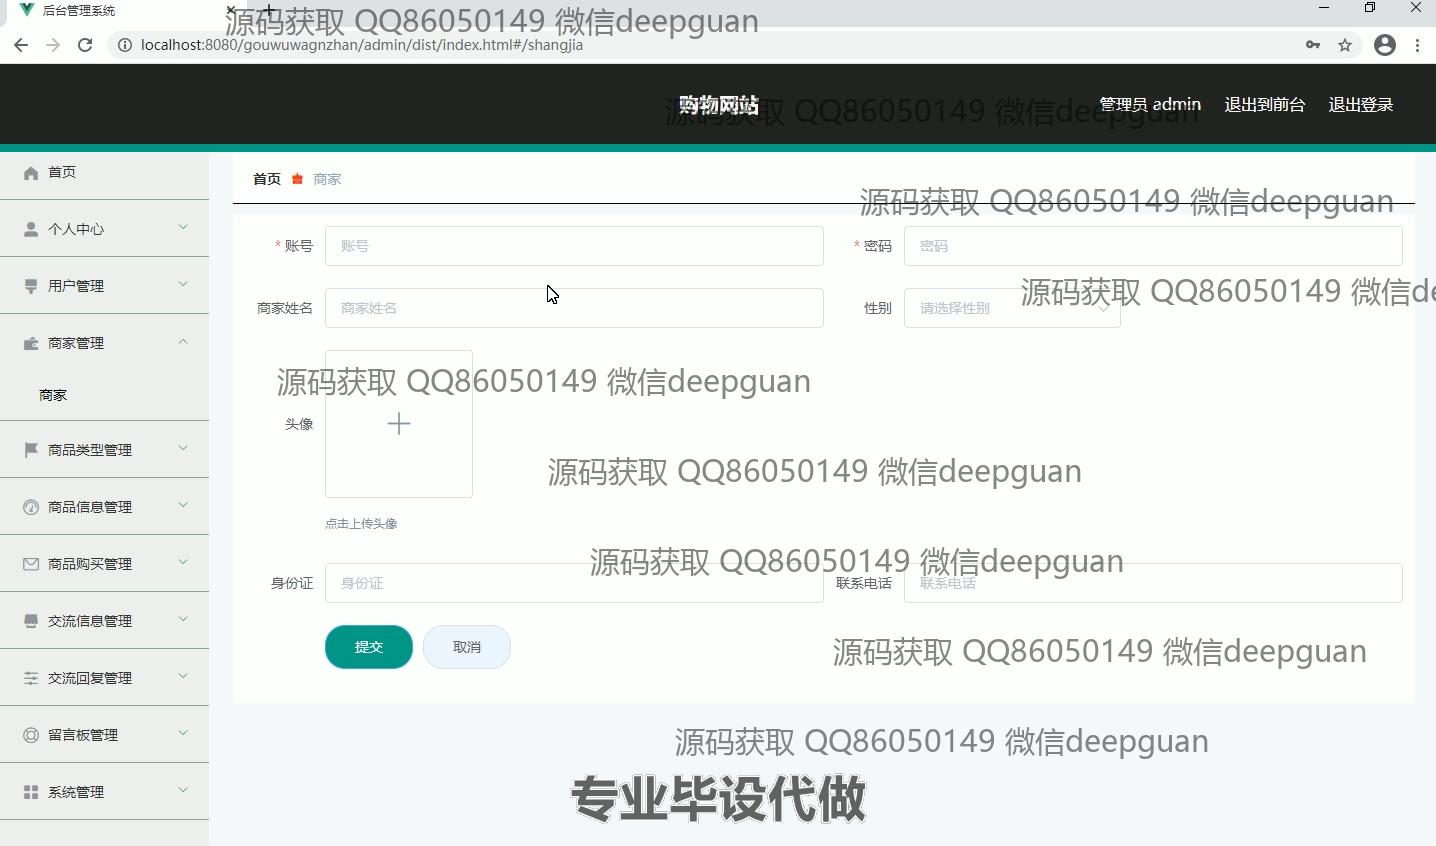 后台管理系统
源码获取 QQ86050149 微信deepguan
localhost:8080/gouwuwagnzhan/admin/dist/index.html#/shangjia
购物网站
源码获取 QQ86050149 微信deepguan
管理员 admin
退出到前台
退出登录
首页
个人中心
用户管理
商家管理
商家
商品类型管理
商品信息管理
商品购买管理
交流信息管理
交流回复管理
留言板管理
系统管理
首页 商家
源码获取 QQ86050149 微信deepguan
* 账号 账号
* 密码 密码
源码获取 QQ86050149 微信de
商家姓名 商家姓名
性别 请选择性别
源码获取 QQ86050149 微信deepguan
头像
源码获取 QQ86050149 微信deepguan
点击上传头像
源码获取 QQ86050149 微信deepguan
身份证 身份证
联系电话 联系电话
提交 取消
源码获取 QQ86050149 微信deepguan
源码获取 QQ86050149 微信deepguan
专业毕设代做